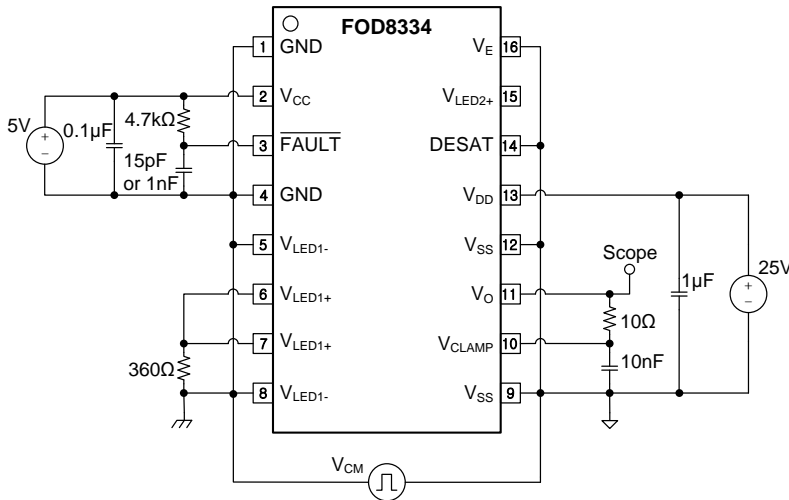 FOD8334
1 GND
VE 16
2 VCC
VLED2+ 15
5V
0.1µF
4.7kΩ
3 FAULT
DESAT 14
15pF
or 1nF
4 GND
VDD 13
5 VLED1-
VSS 12
Scope
6 VLED1+
VO 11
1µF
25V
10Ω
7 VLED1+
VCLAMP 10
360Ω
10nF
8 VLED1-
VSS 9
VCM